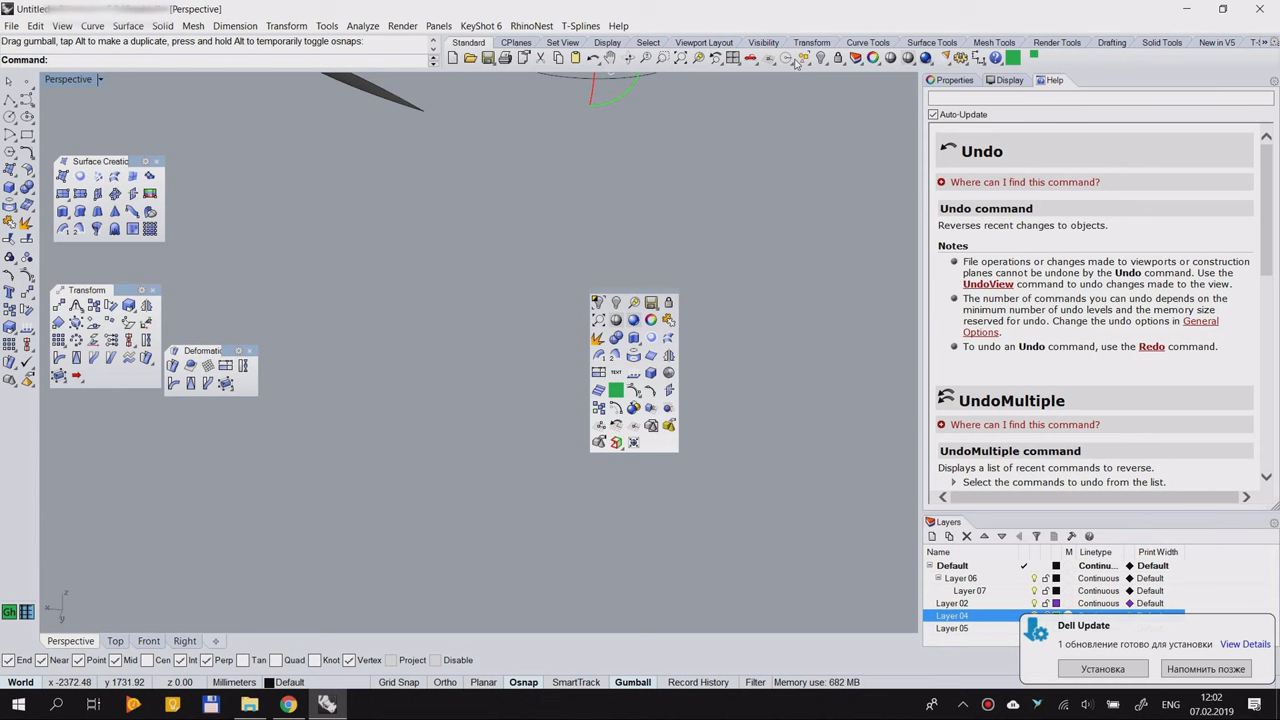 Untitled
[Perspective]
File Edit View Curve Surface Solid Mesh Dimension Transform Tools Analyze Render Panels KeyShot 6 RhinoNest T-Splines Help
Drag gumball, tap Alt to make a duplicate, press and hold Alt to temporarily toggle osnaps:
Command:
Standard CPlanes Set View Display Select Viewport Layout Visibility Transform Curve Tools Surface Tools Mesh Tools Render Tools Drafting Solid Tools New in V5
Perspective
Properties Display Help
Auto-Update
Surface Creatio
Undo
Where can I find this command?
Undo command
Reverses recent changes to objects.
Notes
File operations or changes made to viewports or construction
planes cannot be undone by the Undo command. Use the
UndoView command to undo changes made to the view.
The number of commands you can undo depends on the
minimum number of undo levels and the memory size
reserved for undo. Change the undo options in General
Options.
To undo an Undo command, use the Redo command.
Transform
Deformatic
TEXT
UndoMultiple
Where can I find this command?
UndoMultiple command
Displays a list of recent commands to reverse.
Select the commands to undo from the list.
Layers
Name M Linetype Print Width
Default Continu... Default
Layer 06 Continuous Default
Layer 07 Continuous Default
Layer 02 Continuous Default
Layer 04
Layer 05
Dell Update
1 обновление готово для установки View Details
Установка Напомнить позже
z
x
y
Gh
Perspective Top Front Right
End Near Point Mid Cen Int Perp Tan Quad Knot Vertex Project Disable
World x -2372.48 y 1731.92 z 0.00 Millimeters Default Grid Snap Ortho Planar Osnap SmartTrack Gumball Record History Filter Memory use: 682 MB
ENG
12:02
07.02.2019